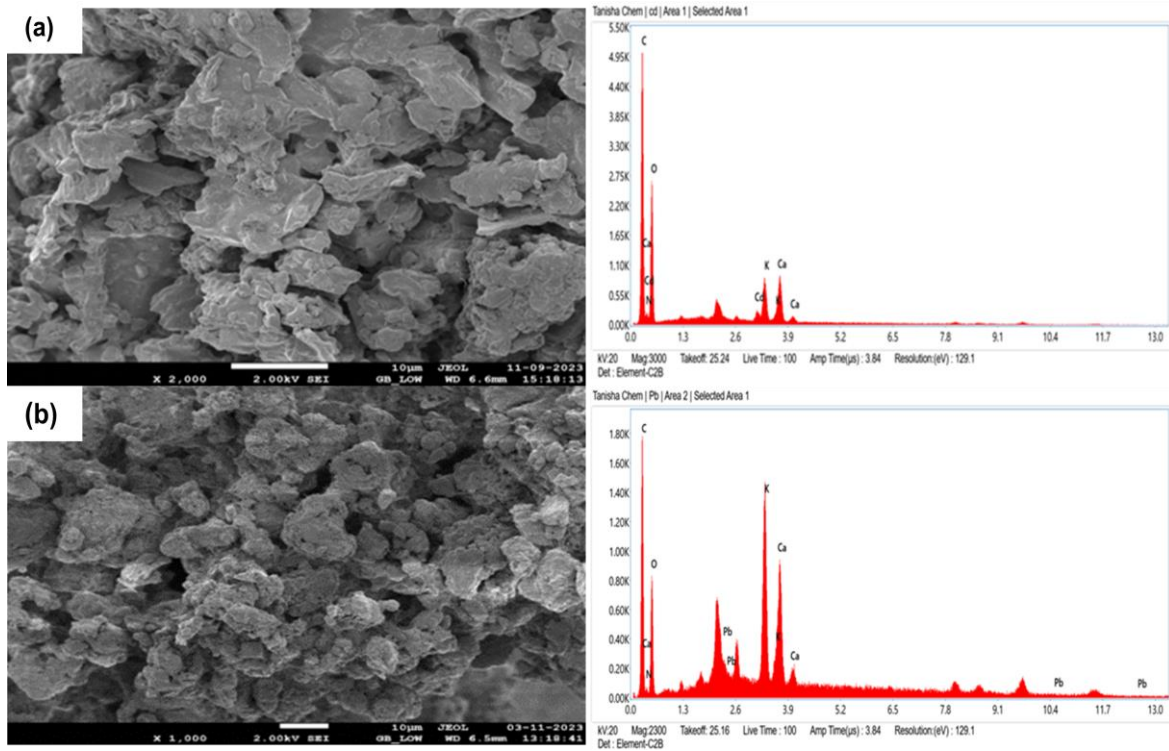 (a)
X 2,000 2.00kV SEI 10μm JEOL 11-09-2023
GB_LOW WD 6.6mm 15:18:13
Tanisha Chem | cd | Area 1 | Selected Area 1
5.50K
4.95K
4.40K
3.85K
3.30K
2.75K
2.20K
1.65K
1.10K
0.55K
0.00K
C
O
Ca
Cd
N
Cd
K
K
Ca
Ca
0.0 1.3 2.6 3.9 5.2 6.5 7.8 9.1 10.4 11.7 13.0
kV:20 Mag:3000 Takeoff: 25.24 Live Time : 100 Amp Time(μs) : 3.84 Resolution:(eV) : 129.1
Det : Element-C2B
(b)
X 1,000 10μm JEOL 03-11-2023
2.00kV SEI GB_LOW WD 6.5mm 13:18:41
Tanisha Chem | Pb | Area 2 | Selected Area 1
1.80K
1.60K
1.40K
1.20K
1.00K
0.80K
0.60K
0.40K
0.20K
0.00K
C
O
Ca
N
Pb
Pb
K
K
Ca
Ca
Pb
Pb
0.0 1.3 2.6 3.9 5.2 6.5 7.8 9.1 10.4 11.7 13.0
kV:20 Mag:2300 Takeoff: 25.16 Live Time : 100 Amp Time(μs) : 3.84 Resolution:(eV) : 129.1
Det : Element-C2B